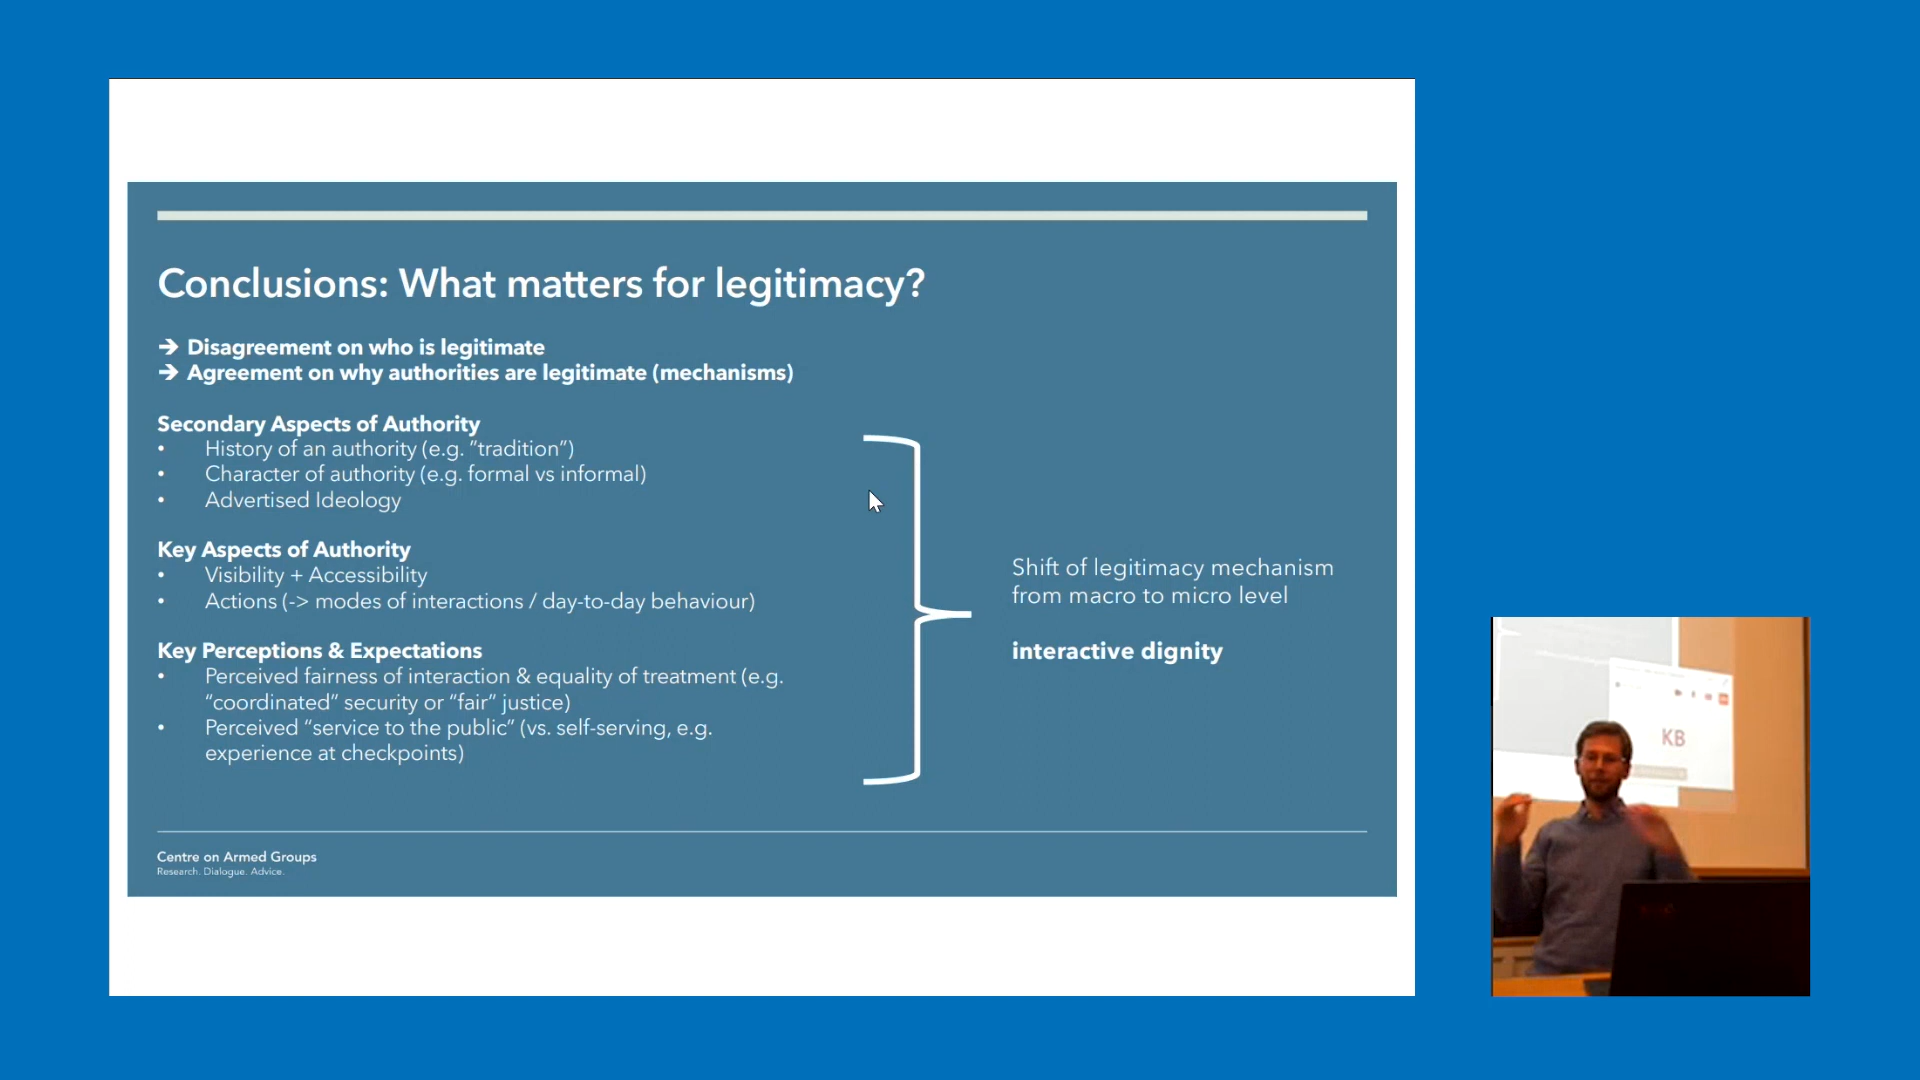 Conclusions: What matters for legitimacy?
➔ Disagreement on who is legitimate
➔ Agreement on why authorities are legitimate (mechanisms)
Secondary Aspects of Authority
• History of an authority (e.g. “tradition”)
• Character of authority (e.g. formal vs informal)
• Advertised Ideology
Key Aspects of Authority
• Visibility + Accessibility
• Actions (-> modes of interactions / day-to-day behaviour)
Key Perceptions & Expectations
• Perceived fairness of interaction & equality of treatment (e.g.
“coordinated” security or “fair” justice)
• Perceived “service to the public” (vs. self-serving, e.g.
experience at checkpoints)
Shift of legitimacy mechanism
from macro to micro level
interactive dignity
Centre on Armed Groups
Research. Dialogue. Advice.
KB